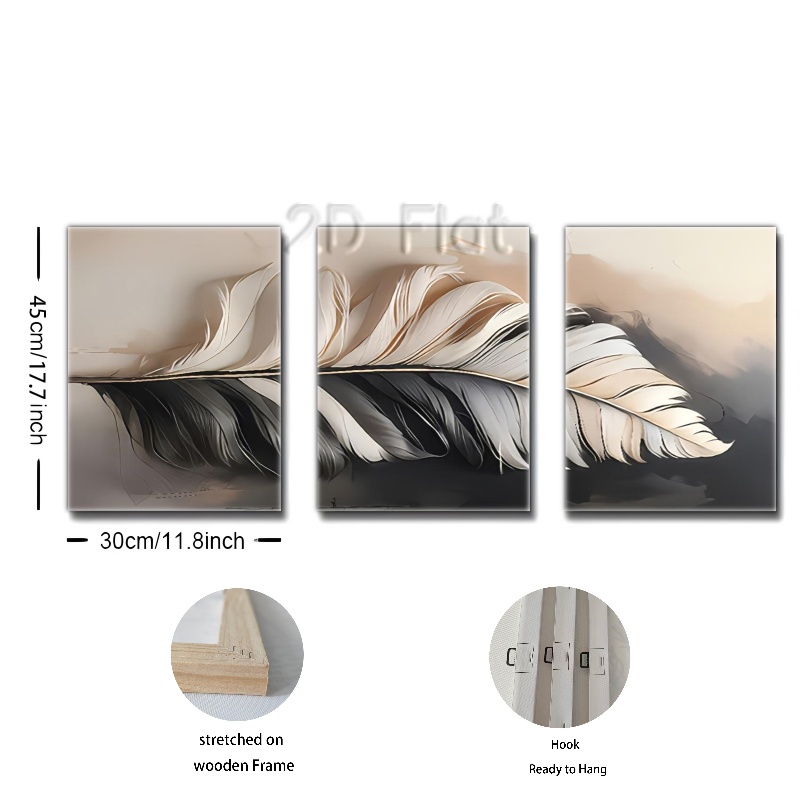 2D Flat
45cm/17.7inch
30cm/11.8inch
stretched on
wooden Frame
Hook
Ready to Hang